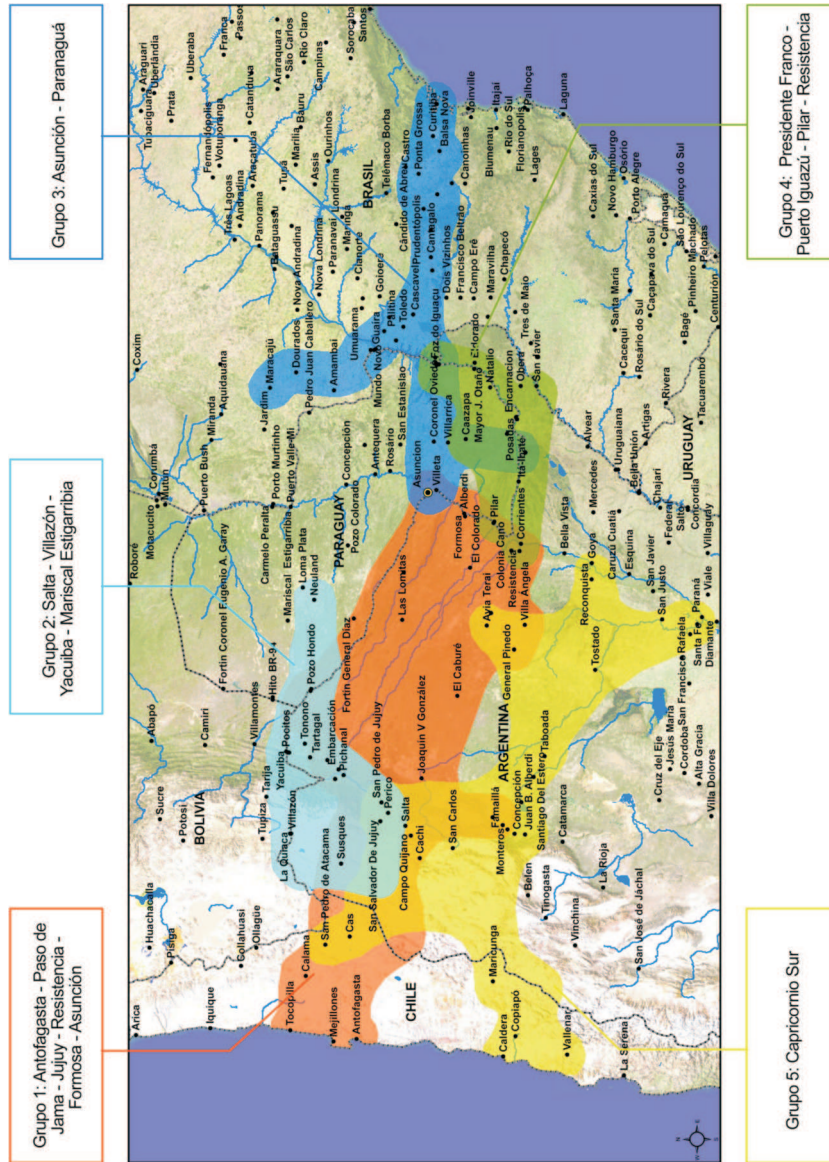 Grupo 1: Antofagasta - Paso de
Jama - Jujuy - Resistencia -
Formosa - Asunción
Grupo 2: Salta - Villazón -
Yacuiba - Mariscal Estigarribia
Grupo 3: Asunción - Paranaguá
Arica
Huachacalla
Pisiga
Iquique
Collahuasi
Ollagüe
Tocopilla
Calama
Mejillones
Antofagasta
CHILE
San Pedro de Atacama
Cas
Susques
La Quiaca
Villazón
Tupiza
Tarija
Potosí
Sucre
BOLIVIA
Abapó
Camiri
Villamontes
Yacuiba
Pocitos
Tonono
Tartagal
Embarcación
Pichanal
San Pedro de Jujuy
Perico
San Salvador De Jujuy
Campo Quijano
Salta
Cachi
San Carlos
Joaquín V González
El Caburé
Roboré
Motacucito
Corumbá
Mutún
Puerto Bush
Fortín Coronel Eugenio A. Garay
Hito BR-94
Mariscal Estigarribia
Loma Plata
Neuland
Pozo Hondo
Fortín General Díaz
Las Lomitas
Carmelo Peralta
Porto Murtinho
Puerto Valle-Mi
PARAGUAY
Concepción
Pozo Colorado
Antequera
Rosário
San Estanislao
Asuncion
Villeta
Coronel Oviedo
Villarrica
Caazapa
Mayor J. Otaño
Natalio
Encarnacion
Posadas
Ita-Ibaté
Formosa
Alberdi
El Colorado
Pilar
Colonia Cano
Corrientes
Resistencia
Avia Terai
Villa Ángela
General Pinedo
ARGENTINA
Coxim
Miranda
Aquidauana
Jardim
Maracajú
Dourados
Pedro Juan Caballero
Amambai
Mundo Novo
Guaira
Palitina
Toledo
Cascavel
Foz do Iguaçu
Eldorado
Tubaciguara
Araguari
Uberlândia
Prata
Uberaba
Franca
Passos
Fernandópolis
Votuporanga
Três Lagoas
Andradina
Araçatuba
Catanduva
Araraquara
São Carlos
Rio Claro
Panorama
Bataguassu
Tupã
Marília
Bauru
Campinas
Assis
Ourinhos
Sorocaba
Santos
Nova Andradina
Nova Londrina
Paranavaí
Londrina
Maringá
Cianorte
Umuarama
Goioerê
BRASIL
Telêmaco Borba
Cândido de Abreu
Castro
Prudentópolis
Ponta Grossa
Cantagalo
Curitiba
Balsa Nova
Dois Vizinhos
Francisco Beltrão
Campo Erê
Canoinhas
Joinville
Blumenau
Itajaí
Rio do Sul
Maravilha
Chapecó
Florianopolis
Palhoça
Lages
Laguna
Tres de Maio
Oberá
San Javier
Caldera
Copiapó
Vallenar
La Serena
Maricunga
Belén
Tinogasta
Vinchina
La Rioja
San José de Jáchal
Catamarca
Monteros
Famaillá
Concepción
Juan B. Alberdi
Santiago Del Estero
Taboada
Tostado
Reconquista
Goya
Bella Vista
Mercedes
Caruzú Cuatiá
Esquina
San Javier
San Justo
Rafaela
San Francisco
Santa Fe
Paraná
Diamante
Viale
Cruz del Eje
Jesús María
Cordoba
Alta Gracia
Villa Dolores
Alvear
Uruguaiana
Bella Unión
Artigas
Chajarí
Federal
Salto
Concordia
Villaguay
URUGUAY
Rivera
Tacuarembo
Santa Maria
Cacequi
Rosário do Sul
Caçapava do Sul
Bagé
Pinheiro Machado
Centurión
Pelotas
São Lourenço do Sul
Camaquã
Porto Alegre
Osório
Novo Hamburgo
Caxias do Sul
Grupo 5: Capricornio Sur
Grupo 4: Presidente Franco -
Puerto Iguazú - Pilar - Resistencia